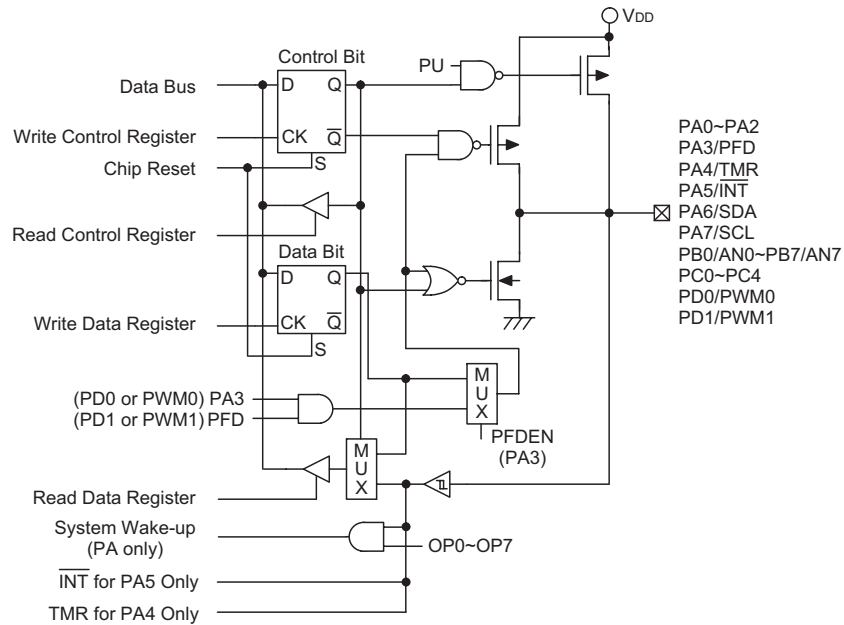 VDD
Control Bit
PU
Data Bus
D Q
Write Control Register
CK Q̅
S
Chip Reset
Read Control Register
Data Bit
D Q
Write Data Register
CK Q̅
S
PA0~PA2
PA3/PFD
PA4/TMR
PA5/I̅N̅T̅
PA6/SDA
PA7/SCL
PB0/AN0~PB7/AN7
PC0~PC4
PD0/PWM0
PD1/PWM1
(PD0 or PWM0) PA3
(PD1 or PWM1) PFD
M
U
X
PFDEN
(PA3)
M
U
X
Read Data Register
System Wake-up
(PA only)
OP0~OP7
I̅N̅T̅ for PA5 Only
TMR for PA4 Only